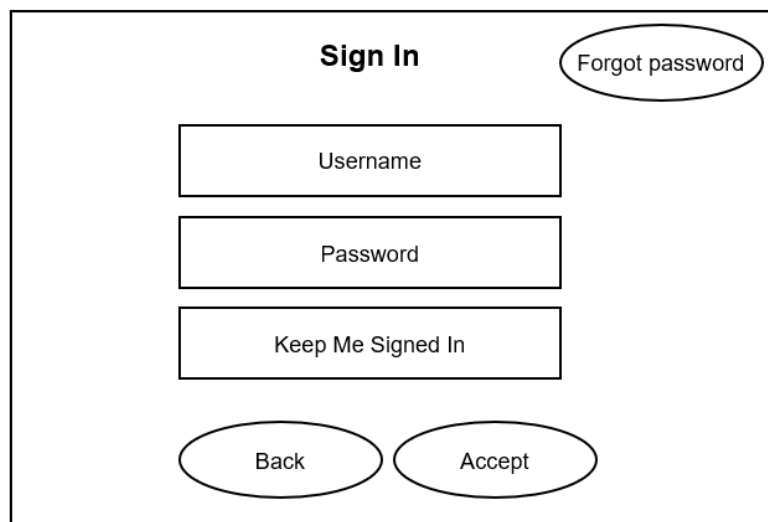 Sign In
Forgot password
Username
Password
Keep Me Signed In
Back
Accept